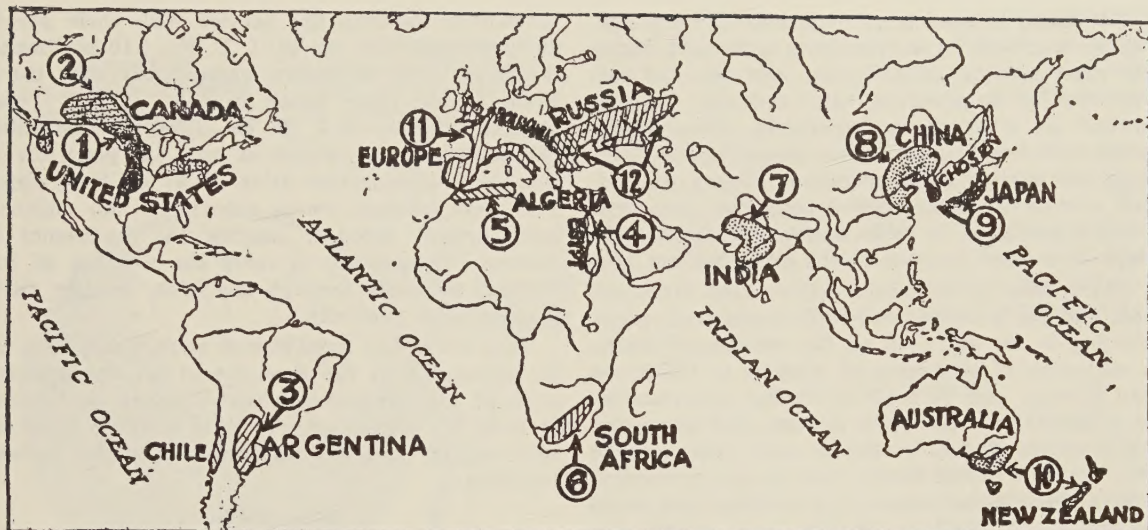 2
CANADA
1
UNITED STATES
11
EUROPE
RUSSIA
12
ALGERIA
5
EGYPT
4
7
INDIA
8
CHINA
CHOSEN
JAPAN
9
ATLANTIC
OCEAN
PACIFIC
OCEAN
INDIAN OCEAN
PACIFIC
OCEAN
3
CHILE
ARGENTINA
SOUTH
AFRICA
6
AUSTRALIA
10
NEW ZEALAND